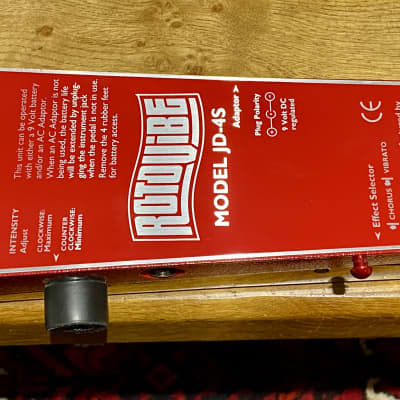 This unit can be operated
with either a 9 Volt battery
and/or an AC Adaptor.
When an AC Adaptor is not
being used, the battery life
will be extended by unplug-
ging the instrument jack
when the pedal is not in use.
Remove the 4 rubber feet
for battery access.
INTENSITY
Adjust
CLOCKWISE:
Maximum
COUNTER
CLOCKWISE:
Minimum
ROTOVIBE
MODEL JD-4S
Adaptor
Plug Polarity
9 Volt DC
regulated
CE
Effect Selector
CHORUS VIBRATO
by